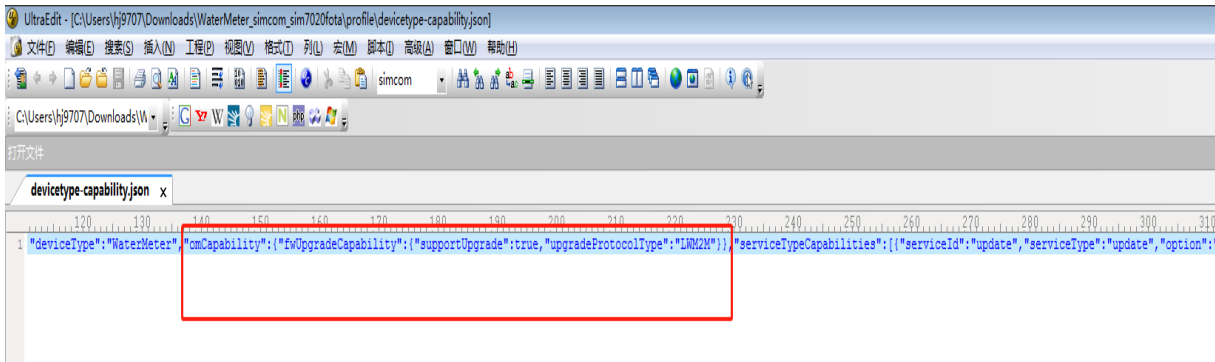 UltraEdit - [C:\Users\hj9707\Downloads\WaterMeter_simcom_sim7020fota\profile\devicetype-capability.json]
文件(F) 编辑(E) 搜索(S) 插入(N) 工程(P) 视图(V) 格式(T) 列(L) 宏(M) 脚本(I) 高级(A) 窗口(W) 帮助(H)
simcom
C:\Users\hj9707\Downloads\W
打开文件
devicetype-capability.json x
120 130 140 150 160 170 180 190 200 210 220 230 240 250 260 270 280 290 300 310
1 "deviceType":"WaterMeter","omCapability":{"fwUpgradeCapability":{"supportUpgrade":true,"upgradeProtocolType":"LWM2M"}},"serviceTypeCapabilities":[{"serviceId":"update","serviceType":"update","option":"